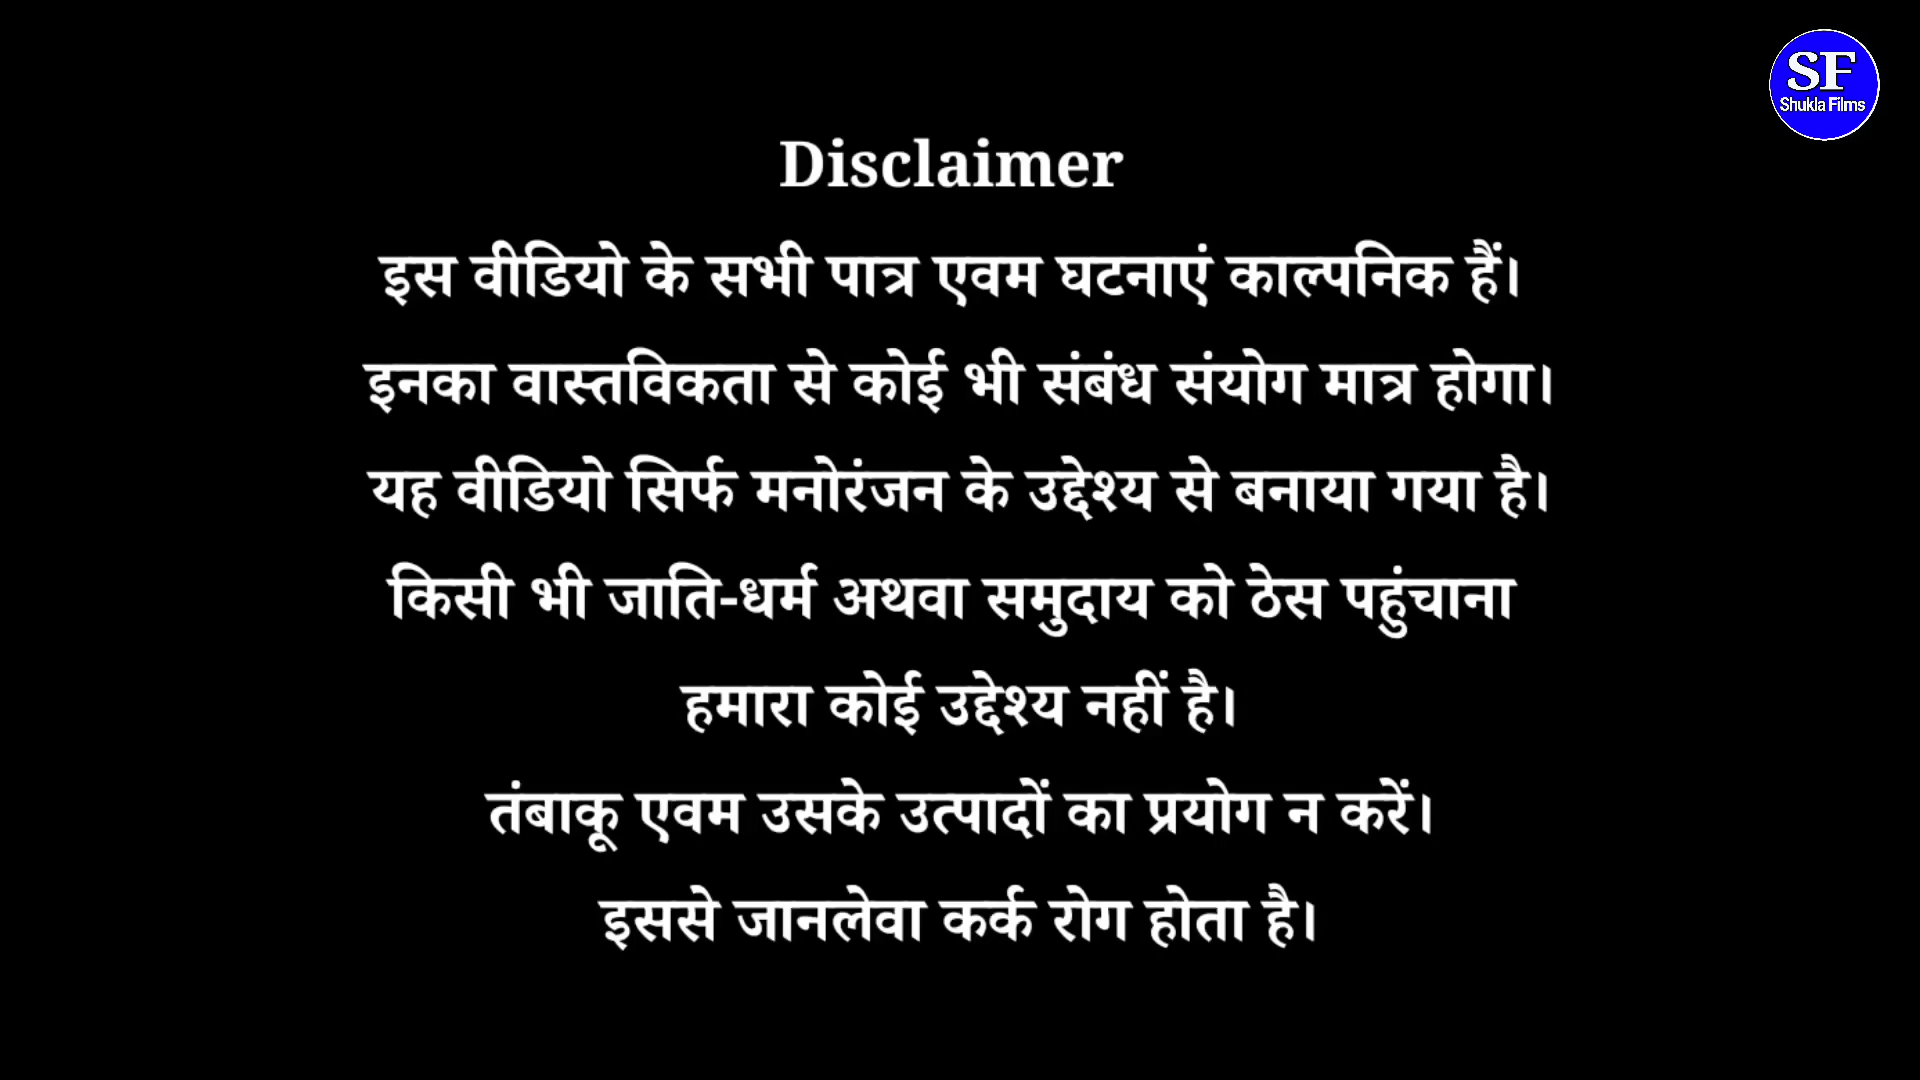 SF
Shukla Films
Disclaimer
इस वीडियो के सभी पात्र एवम घटनाएं काल्पनिक हैं।
इनका वास्तविकता से कोई भी संबंध संयोग मात्र होगा।
यह वीडियो सिर्फ मनोरंजन के उद्देश्य से बनाया गया है।
किसी भी जाति-धर्म अथवा समुदाय को ठेस पहुंचाना
हमारा कोई उद्देश्य नहीं है।
तंबाकू एवम उसके उत्पादों का प्रयोग न करें।
इससे जानलेवा कर्क रोग होता है।